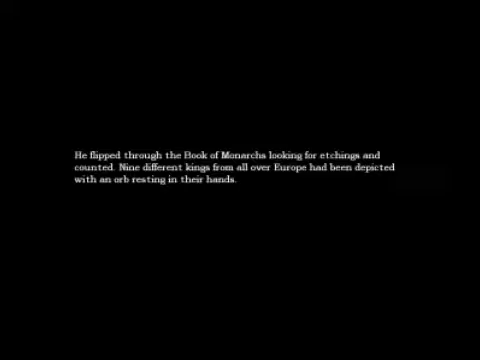 He flipped through the Book of Monarchs looking for etchings and
counted. Nine different kings from all over Europe had been depicted
with an orb resting in their hands.